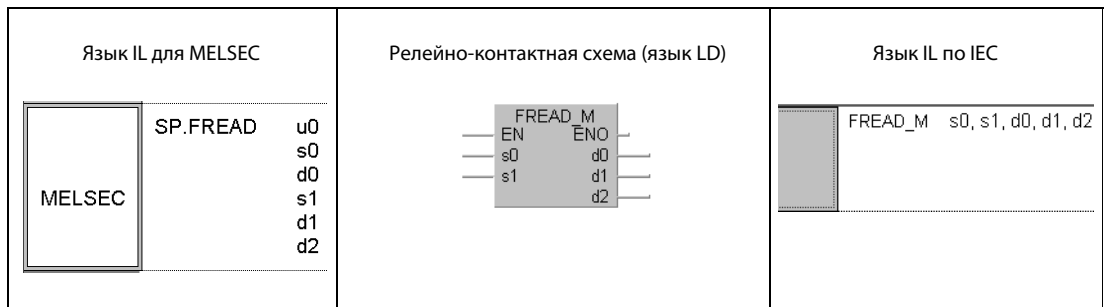 Язык IL для MELSEC
MELSEC
SP.FREAD u0
s0
d0
s1
d1
d2
Релейно-контактная схема (язык LD)
FREAD_M
EN ENO
s0 d0
s1 d1
d2
Язык IL по IEC
FREAD_M s0, s1, d0, d1, d2